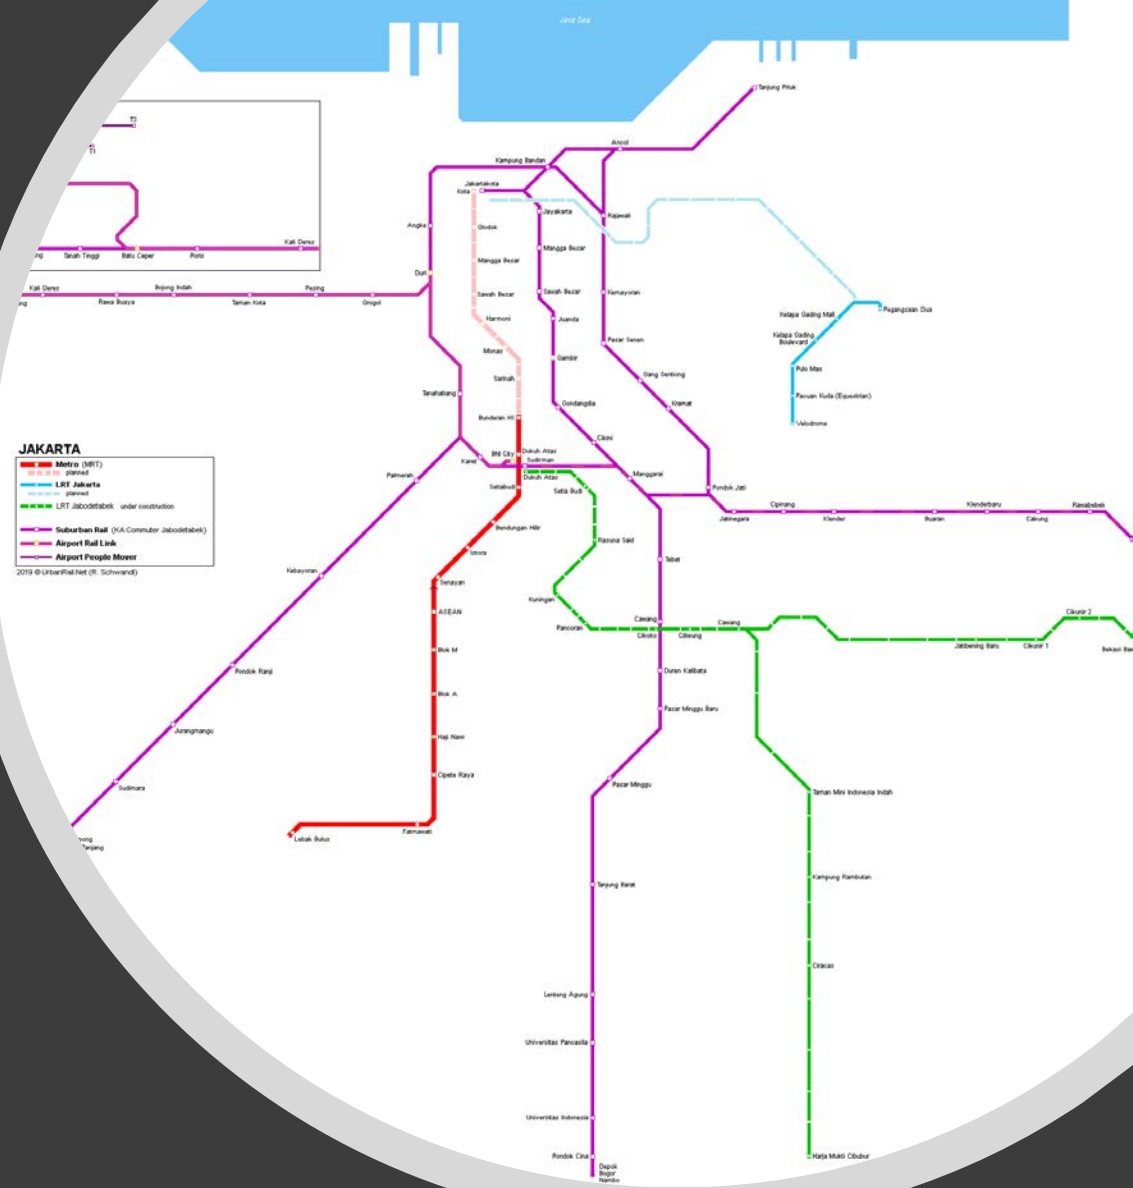 Java Sea
Tanjung Priuk
T3
T1
Ancol
Kampung Bandan
Jakartakota
Kota
Jayakarta
Rajawali
Angke
Glodok
Mangga Besar
Mangga Besar
Kali Deres
Tanah Tinggi
Batu Ceper
Poris
Duri
Kali Deres
Rawa Buaya
Bojong Indah
Taman Kota
Pesing
Grogol
Sawah Besar
Sawah Besar
Kemayoran
Pegangsaan Dua
Kelapa Gading Mall
Harmoni
Juanda
Kelapa Gading
Boulevard
Pasar Senen
Monas
Gambir
Pulo Mas
Sarinah
Gang Sentiong
Tanahabang
Pacuan Kuda (Equestrian)
Gondangdia
Kramat
Bunderan HI
Velodrome
Cikini
JAKARTA
Metro (MRT)
planned
LRT Jakarta
planned
LRT Jabodetabek under construction
Suburban Rail (KA Commuter Jabodetabek)
Airport Rail Link
Airport People Mover
2019 © UrbanRail.Net (R. Schwandl)
BNI City
Dukuh Atas
Sudirman
Karet
Dukuh Atas
Manggarai
Palmerah
Setiabudi
Setia Budi
Pondok Jati
Jatinegara
Cipinang
Klender
Buaran
Klenderbaru
Cakung
Rawabebek
Bendungan Hilir
Rasuna Said
Istora
Tebet
Kebayoran
Senayan
Kuningan
ASEAN
Cawang
Cawang
Cikunir 2
Pancoran
Cikoko
Ciliwung
Jatibening Baru
Cikunir 1
Bekasi Bar
Blok M
Duren Kalibata
Pondok Ranji
Blok A
Pasar Minggu Baru
Jurangmangu
Haji Nawi
Cipete Raya
Sudimara
Pasar Minggu
Taman Mini Indonesia Indah
Fatmawati
Lebak Bulus
Kampung Rambutan
Tanjung Barat
Ciracas
Lenteng Agung
Universitas Pancasila
Universitas Indonesia
Pondok Cina
Harja Mukti Cibubur
Depok
Bogor
Nambo